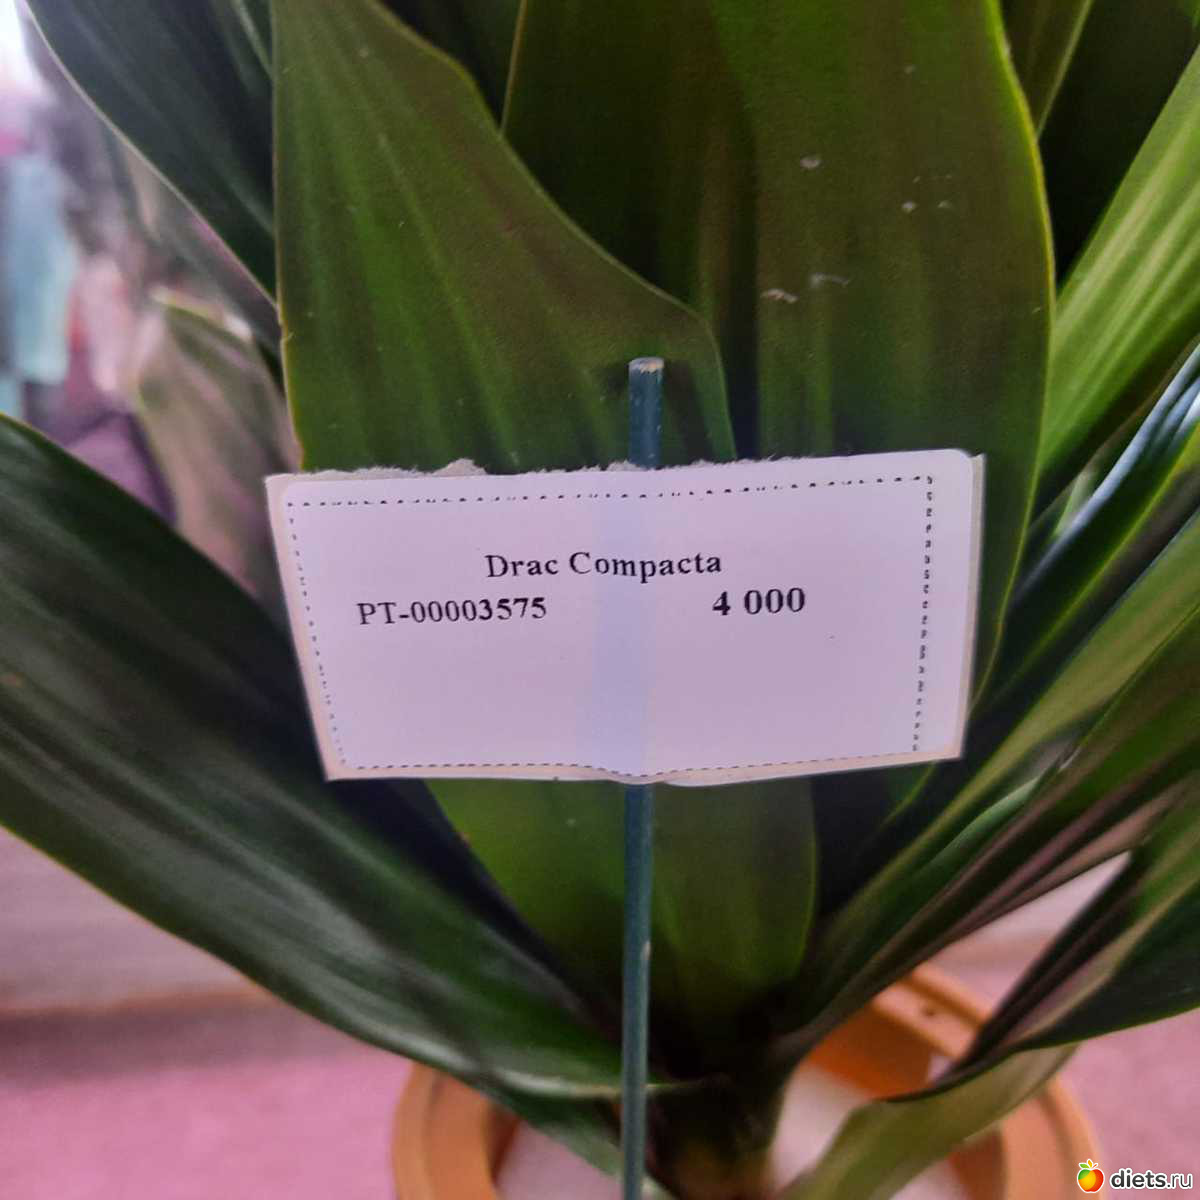 Drac Compacta
PT-00003575 4 000
diets.ru